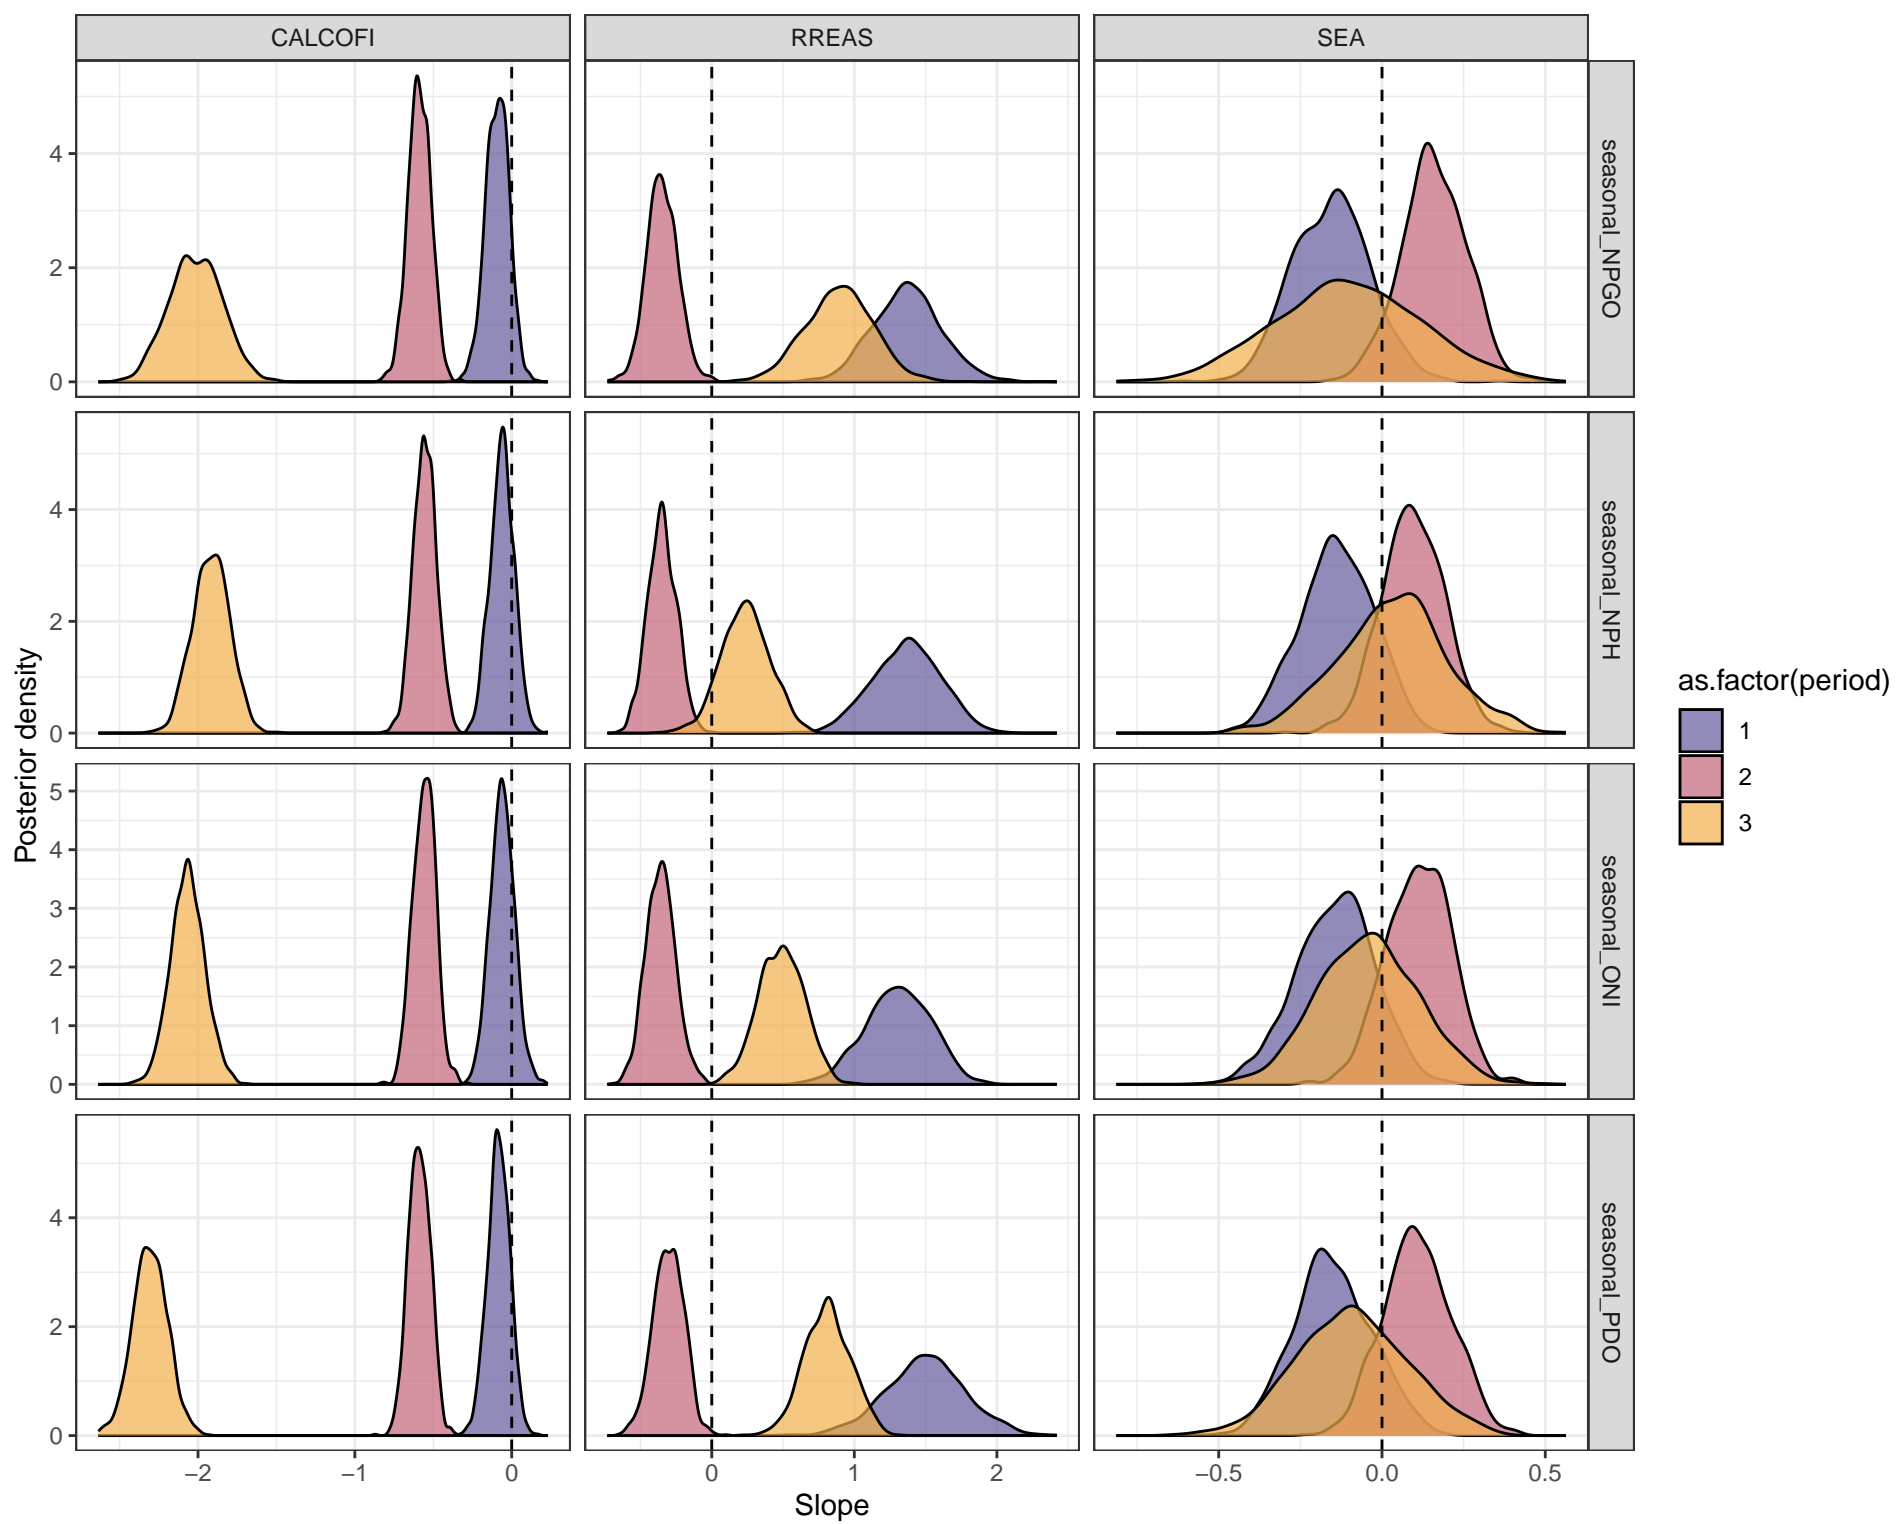 CALCOFI RREAS SEA
4
2
0
seasonal_NPGO
4
2
0
seasonal_NPH
Posterior density
5
4
3
2
1
0
seasonal_ONI
4
2
0
seasonal_PDO
−2 −1 0 0 1 2 −0.5 0.0 0.5
Slope
as.factor(period)
1
2
3